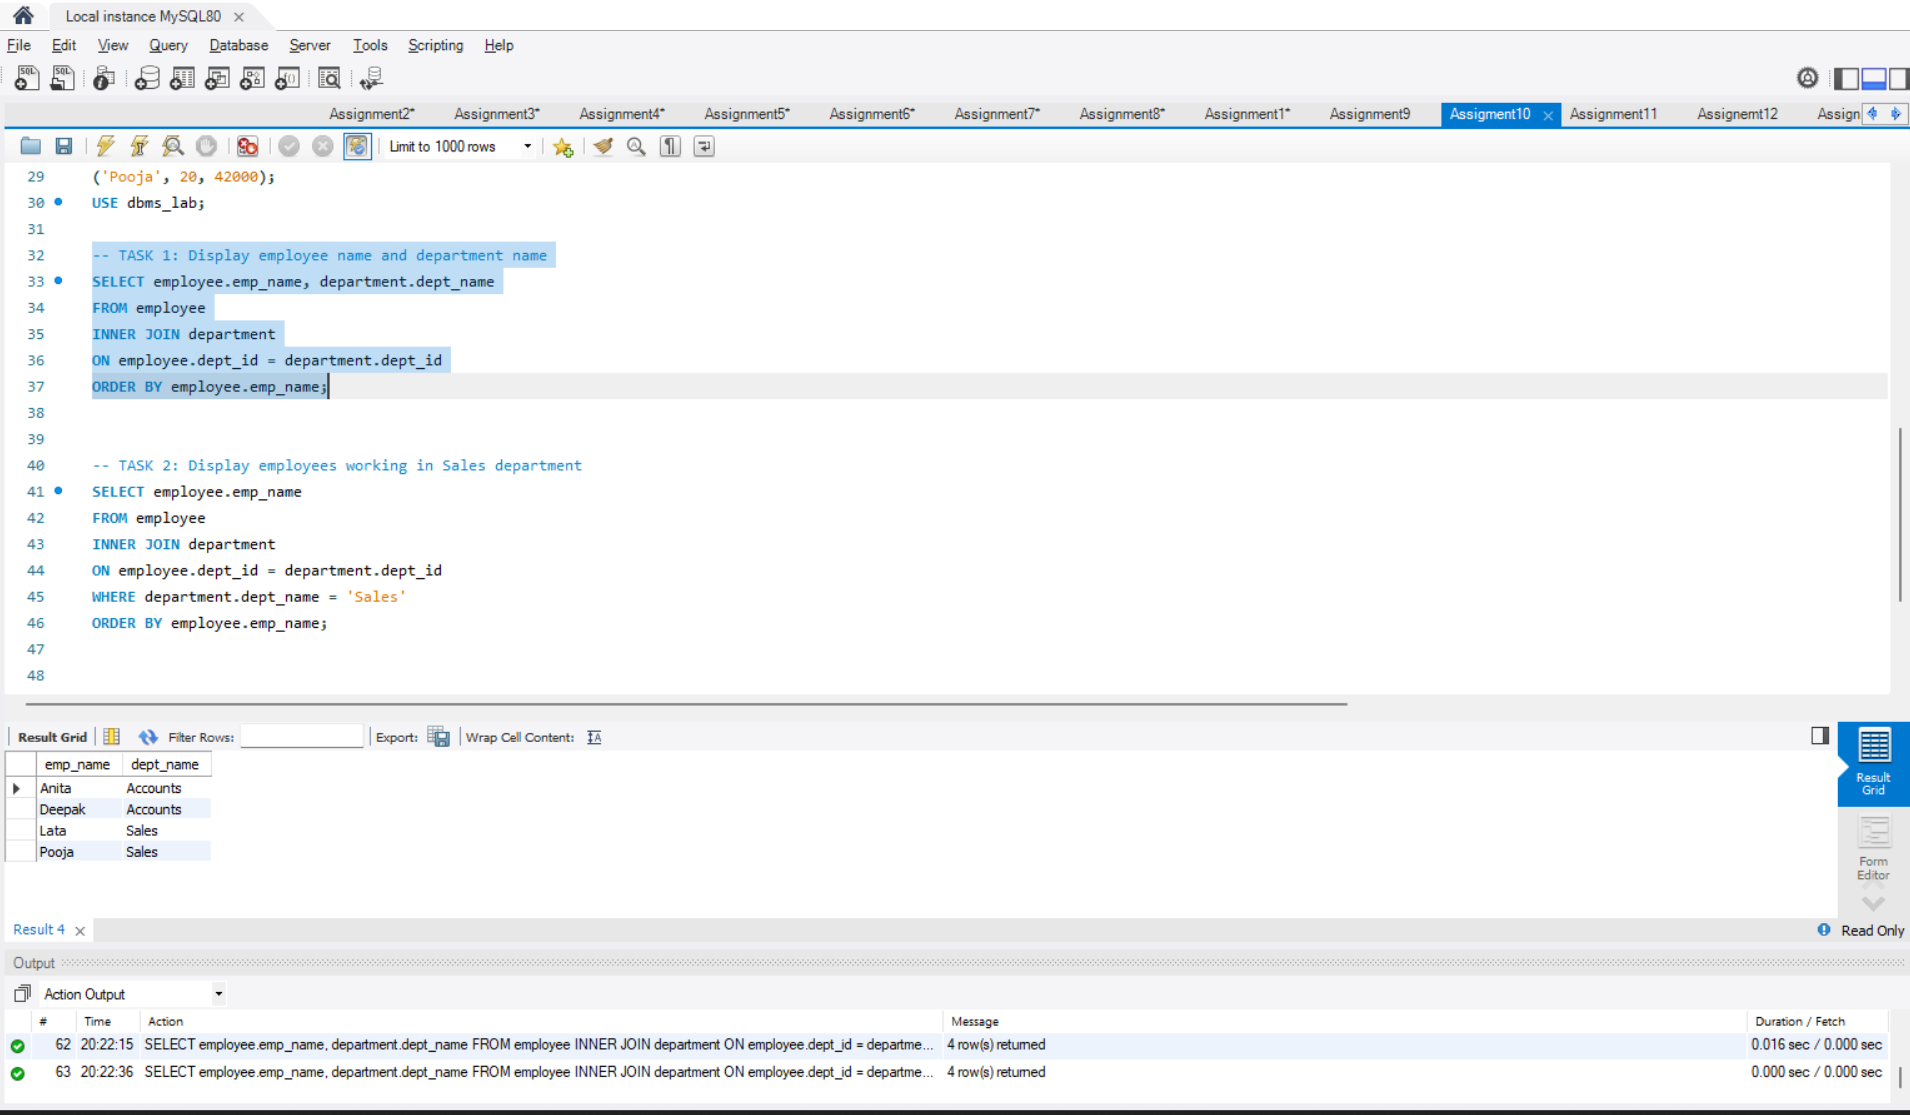 Local instance MySQL80 ×
File Edit View Query Database Server Tools Scripting Help
Assignment2* Assignment3* Assignment4* Assignment5* Assignment6* Assignment7* Assignment8* Assignment1* Assignment9 Assigment10 × Assignment11 Assignemt12 Assign
Limit to 1000 rows
29 ('Pooja', 20, 42000);
30 USE dbms_lab;
31
32 -- TASK 1: Display employee name and department name
33 SELECT employee.emp_name, department.dept_name
34 FROM employee
35 INNER JOIN department
36 ON employee.dept_id = department.dept_id
37 ORDER BY employee.emp_name;
38
39
40 -- TASK 2: Display employees working in Sales department
41 SELECT employee.emp_name
42 FROM employee
43 INNER JOIN department
44 ON employee.dept_id = department.dept_id
45 WHERE department.dept_name = 'Sales'
46 ORDER BY employee.emp_name;
47
48
Result Grid Filter Rows: Export: Wrap Cell Content:
emp_name dept_name
Anita Accounts
Deepak Accounts
Lata Sales
Pooja Sales
Result Grid
Form Editor
Result 4 × Read Only
Output
Action Output
# Time Action Message Duration / Fetch
62 20:22:15 SELECT employee.emp_name, department.dept_name FROM employee INNER JOIN department ON employee.dept_id = departme... 4 row(s) returned 0.016 sec / 0.000 sec
63 20:22:36 SELECT employee.emp_name, department.dept_name FROM employee INNER JOIN department ON employee.dept_id = departme... 4 row(s) returned 0.000 sec / 0.000 sec